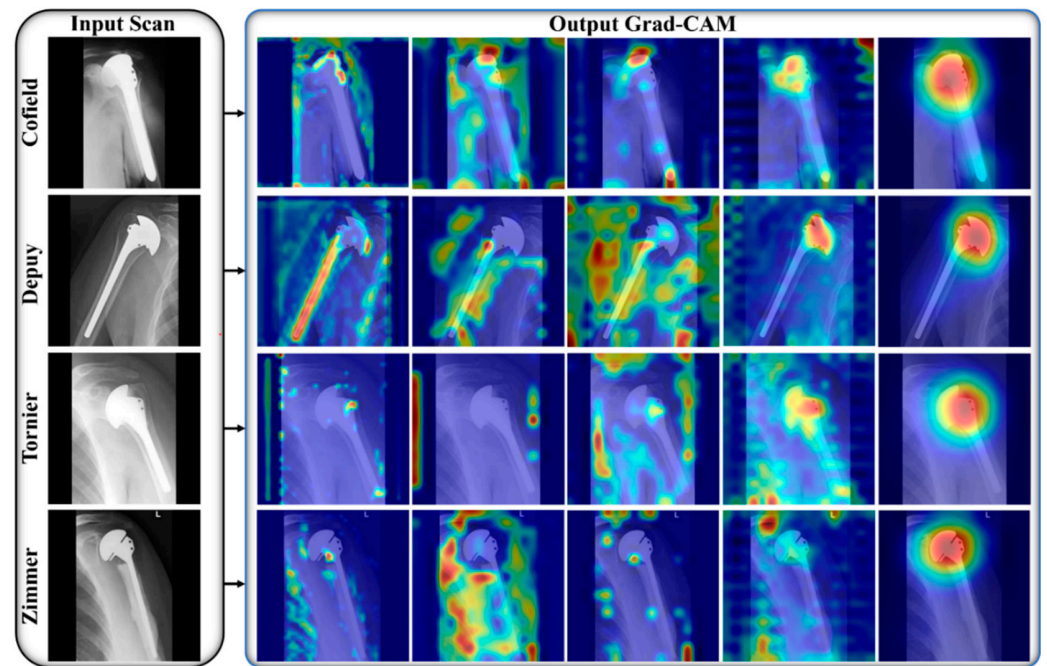 Input Scan
Output Grad-CAM
Cofield
Depuy
Tornier
Zimmer
L
L
L
L
L
L